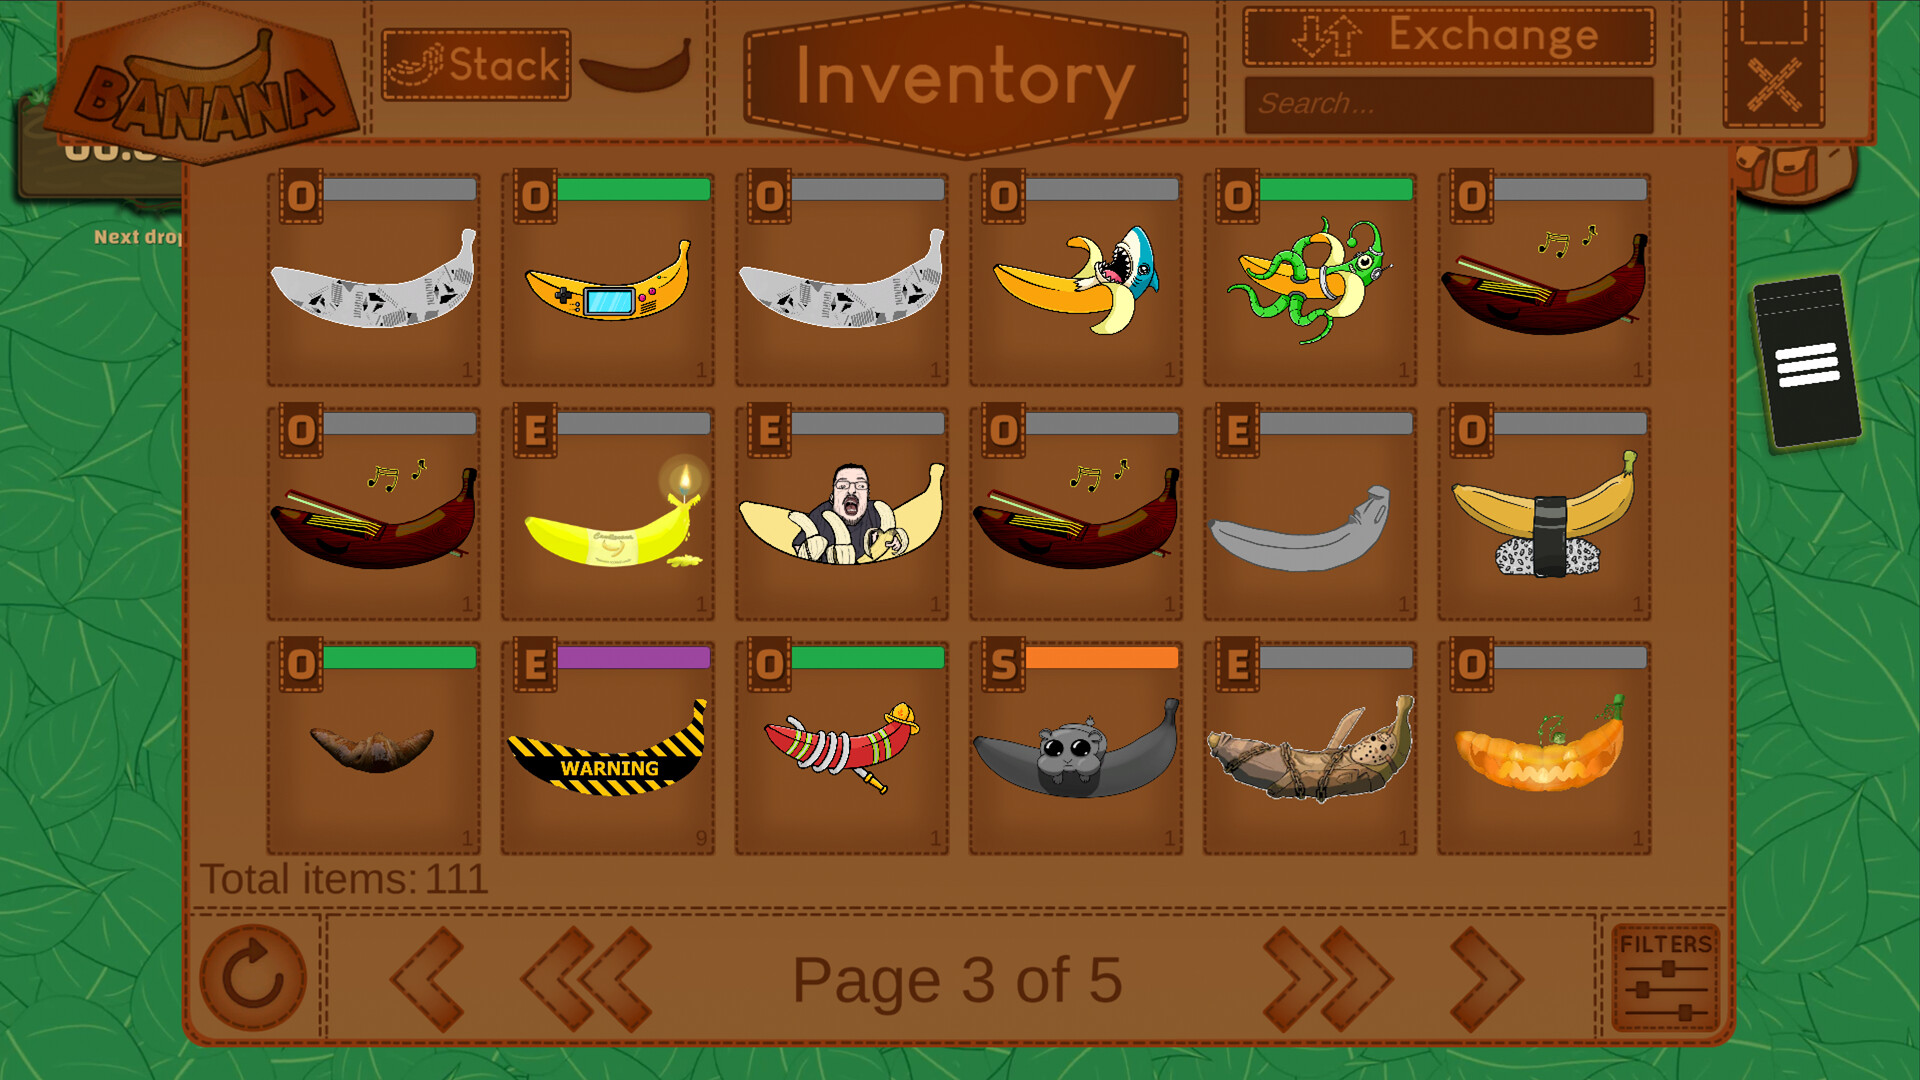 BANANA
Stack
Inventory
Exchange
Search...
Next drop
O O O O O O
1 1 1 1 1 1
O E E O E O
1 1 1 1 1 1
O E O S E O
WARNING
1 9 1 1 1 1
Total items: 111
Page 3 of 5
FILTERS